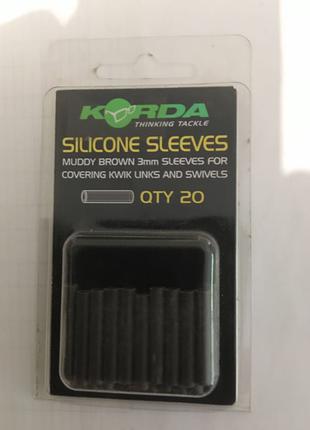 KORDA
THINKING TACKLE
SILICONE SLEEVES
MUDDY BROWN 3mm SLEEVES FOR
COVERING KWIK LINKS AND SWIVELS
QTY 20